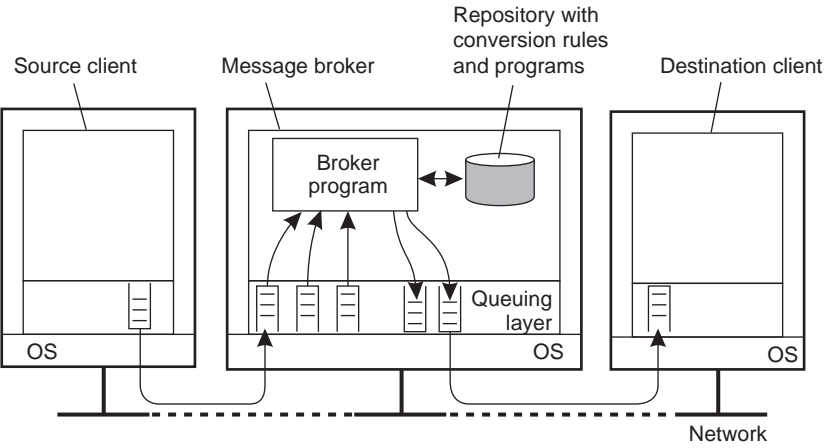 Repository with
conversion rules
and programs
Source client
Message broker
Destination client
Broker
program
Queuing
layer
OS
OS
OS
Network